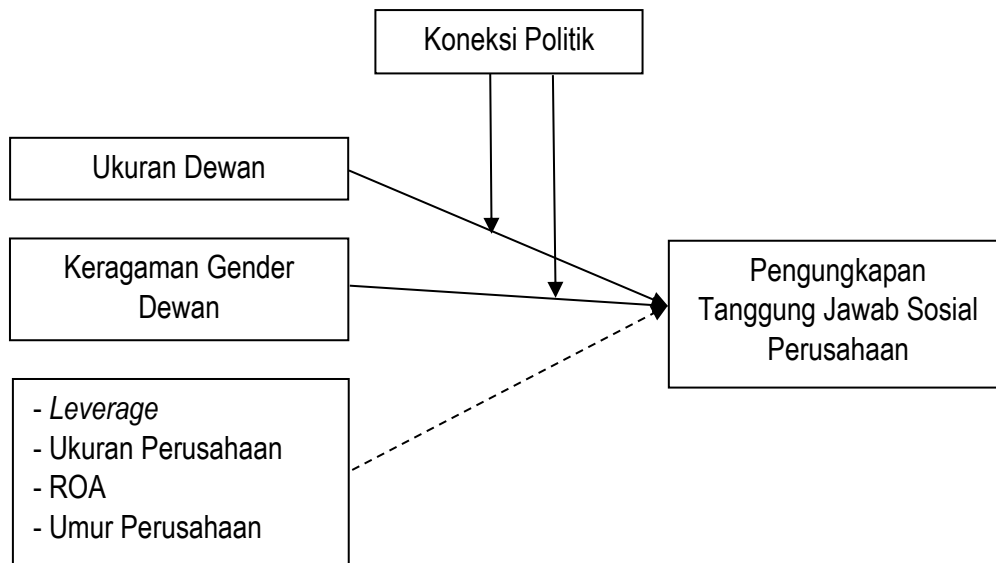 Koneksi Politik
Ukuran Dewan
Keragaman Gender
Dewan
Pengungkapan
Tanggung Jawab Sosial
Perusahaan
- Leverage
- Ukuran Perusahaan
- ROA
- Umur Perusahaan